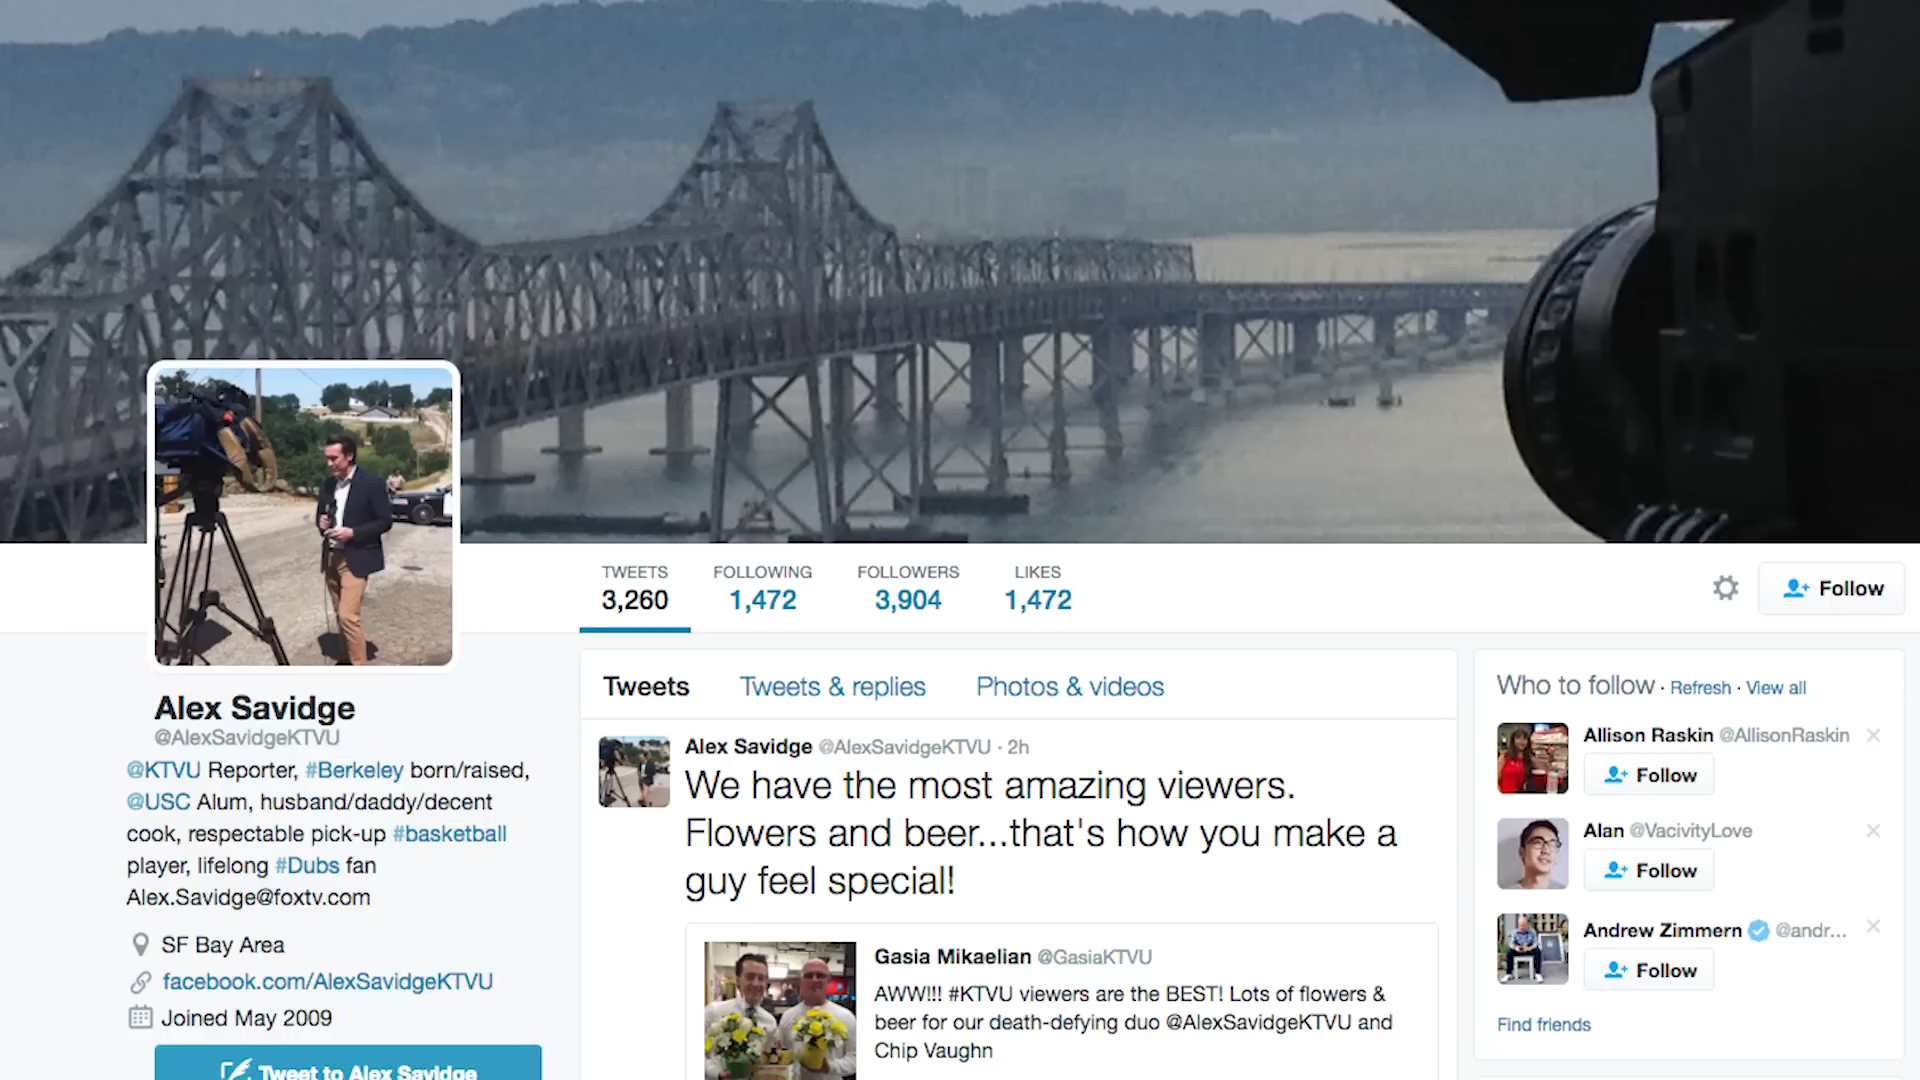 TWEETS
3,260
FOLLOWING
1,472
FOLLOWERS
3,904
LIKES
1,472
Follow
Alex Savidge
@AlexSavidgeKTVU
@KTVU Reporter, #Berkeley born/raised,
@USC Alum, husband/daddy/decent
cook, respectable pick-up #basketball
player, lifelong #Dubs fan
Alex.Savidge@foxtv.com
SF Bay Area
facebook.com/AlexSavidgeKTVU
Joined May 2009
Tweet to Alex Savidge
Tweets Tweets & replies Photos & videos
Alex Savidge @AlexSavidgeKTVU · 2h
We have the most amazing viewers.
Flowers and beer...that's how you make a
guy feel special!
Gasia Mikaelian @GasiaKTVU
AWW!!! #KTVU viewers are the BEST! Lots of flowers &
beer for our death-defying duo @AlexSavidgeKTVU and
Chip Vaughn
Who to follow · Refresh · View all
Allison Raskin @AllisonRaskin
Follow
Alan @VacivityLove
Follow
Andrew Zimmern @andr...
Follow
Find friends